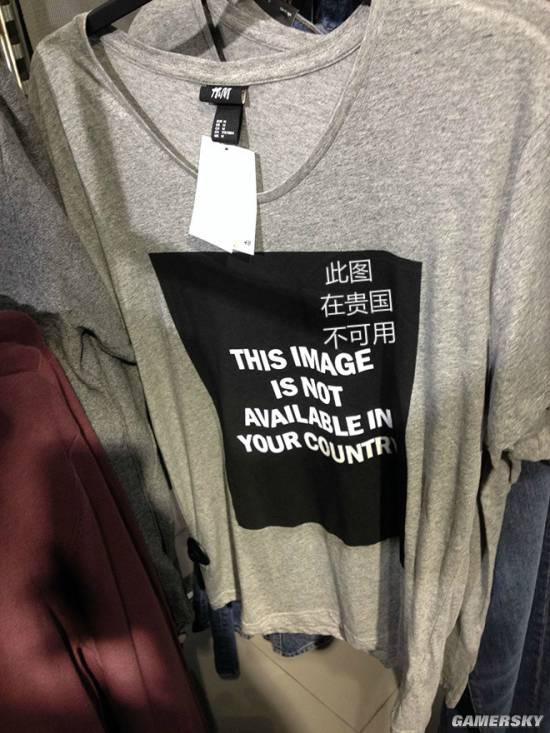 H&M
此图
在贵国
不可用
THIS IMAGE
IS NOT
AVAILABLE IN
YOUR COUNTRY
GAMERSKY